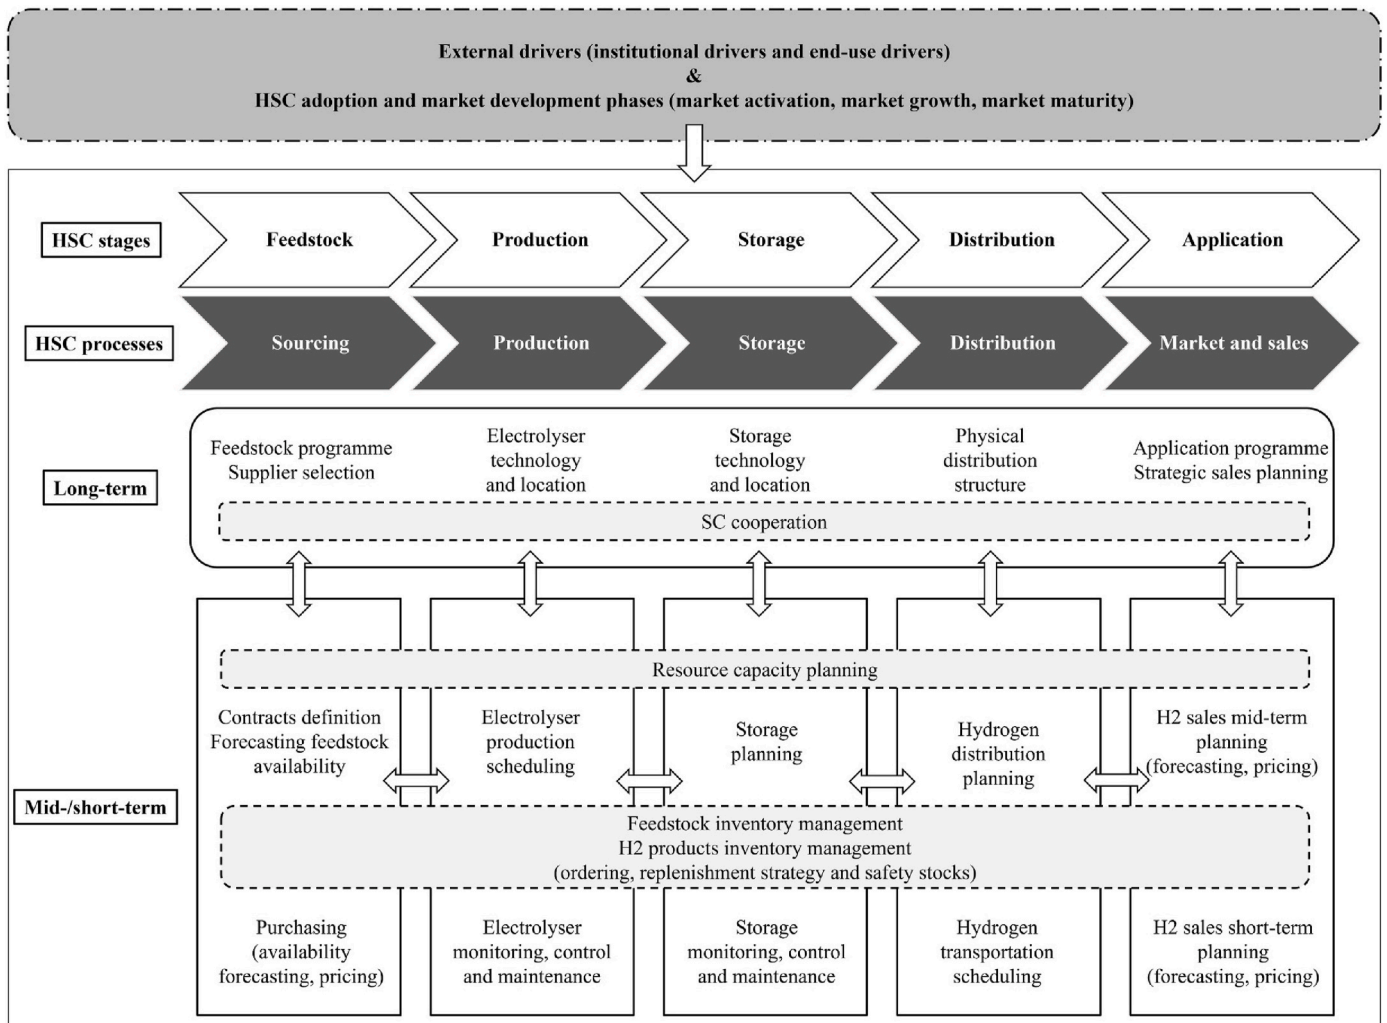 External drivers (institutional drivers and end-use drivers)
&
HSC adoption and market development phases (market activation, market growth, market maturity)
HSC stages
Feedstock
Production
Storage
Distribution
Application
HSC processes
Sourcing
Production
Storage
Distribution
Market and sales
Long-term
Feedstock programme
Supplier selection
Electrolyser
technology
and location
Storage
technology
and location
Physical
distribution
structure
Application programme
Strategic sales planning
SC cooperation
Mid-/short-term
Resource capacity planning
Contracts definition
Forecasting feedstock
availability
Electrolyser
production
scheduling
Storage
planning
Hydrogen
distribution
planning
H2 sales mid-term
planning
(forecasting, pricing)
Feedstock inventory management
H2 products inventory management
(ordering, replenishment strategy and safety stocks)
Purchasing
(availability
forecasting, pricing)
Electrolyser
monitoring, control
and maintenance
Storage
monitoring, control
and maintenance
Hydrogen
transportation
scheduling
H2 sales short-term
planning
(forecasting, pricing)